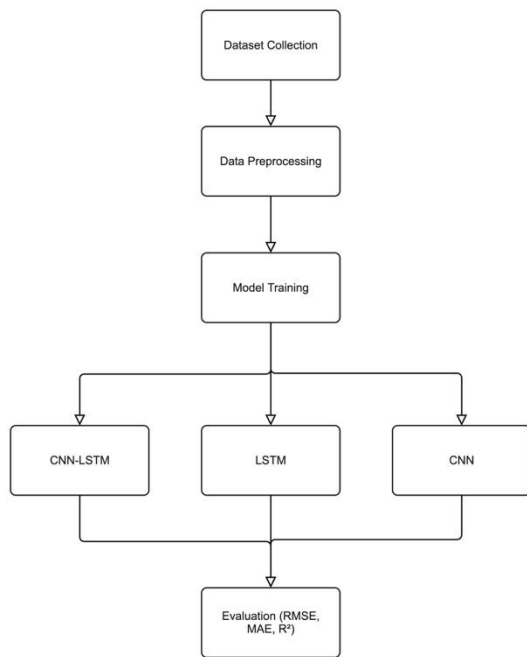 Dataset Collection
Data Preprocessing
Model Training
CNN-LSTM
LSTM
CNN
Evaluation (RMSE,
MAE, R²)